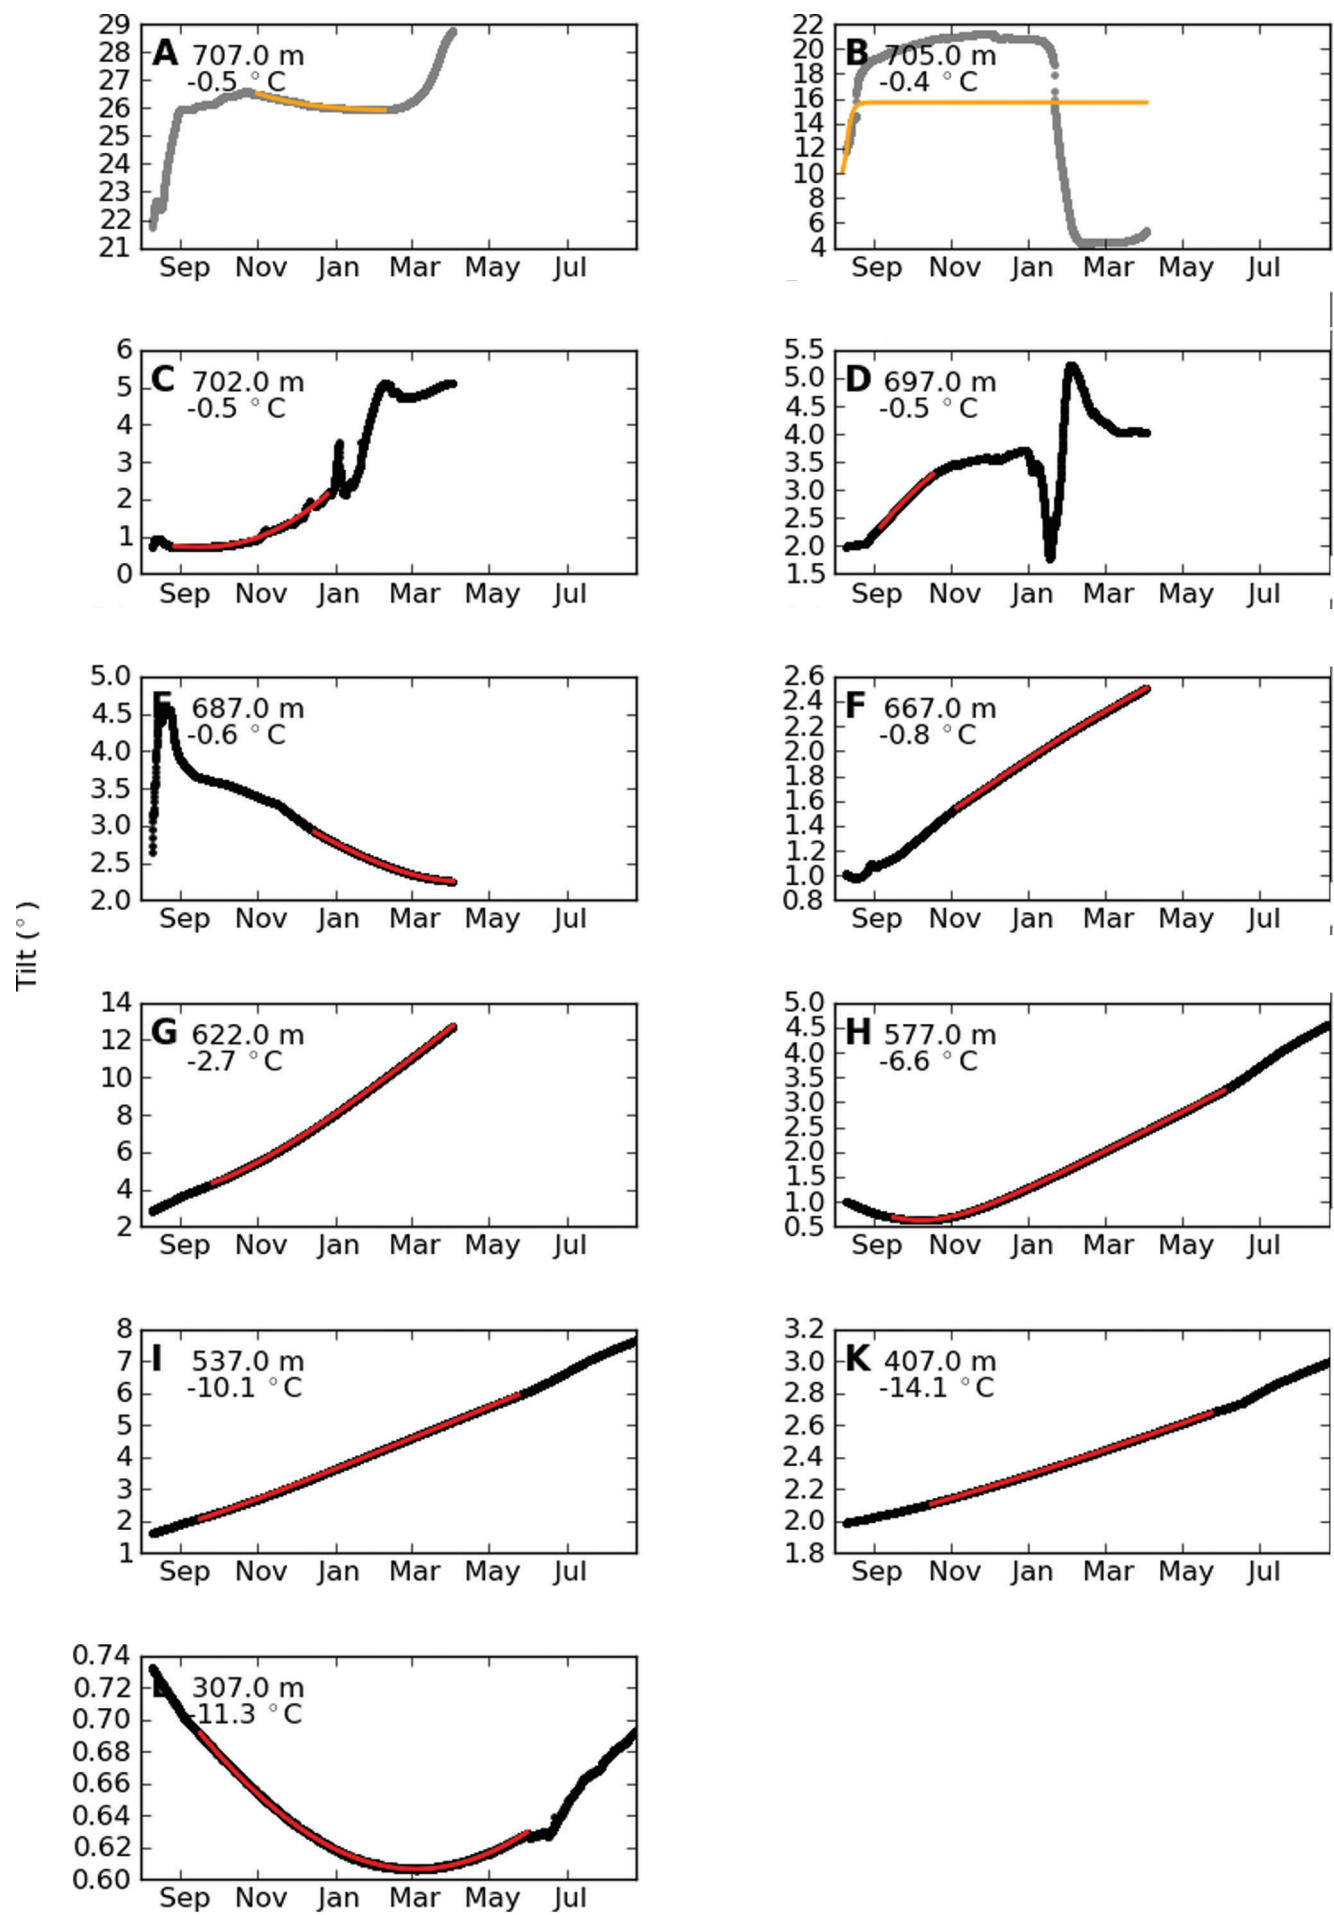 Tilt (°)
29
28
27
26
25
24
23
22
21
A 707.0 m
-0.5 °C
Sep Nov Jan Mar May Jul
22
20
18
16
14
12
10
8
6
4
B 705.0 m
-0.4 °C
Sep Nov Jan Mar May Jul
6
5
4
3
2
1
0
C 702.0 m
-0.5 °C
Sep Nov Jan Mar May Jul
5.5
5.0
4.5
4.0
3.5
3.0
2.5
2.0
1.5
D 697.0 m
-0.5 °C
Sep Nov Jan Mar May Jul
5.0
4.5
4.0
3.5
3.0
2.5
2.0
687.0 m
-0.6 °C
Sep Nov Jan Mar May Jul
2.6
2.4
2.2
2.0
1.8
1.6
1.4
1.2
1.0
0.8
F 667.0 m
-0.8 °C
Sep Nov Jan Mar May Jul
14
12
10
8
6
4
2
G 622.0 m
-2.7 °C
Sep Nov Jan Mar May Jul
5.0
4.5
4.0
3.5
3.0
2.5
2.0
1.5
1.0
0.5
H 577.0 m
-6.6 °C
Sep Nov Jan Mar May Jul
8
7
6
5
4
3
2
1
I 537.0 m
-10.1 °C
Sep Nov Jan Mar May Jul
3.2
3.0
2.8
2.6
2.4
2.2
2.0
1.8
K 407.0 m
-14.1 °C
Sep Nov Jan Mar May Jul
0.74
0.72
0.70
0.68
0.66
0.64
0.62
0.60
307.0 m
-11.3 °C
Sep Nov Jan Mar May Jul